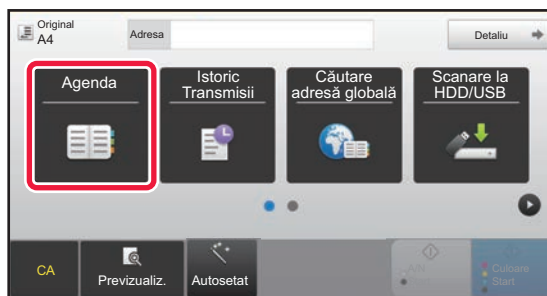 Original
A4
Adresa
Detaliu
Agenda
Istoric
Transmisii
Căutare
adresă globală
Scanare la
HDD/USB
CA
Previzualiz.
Autosetat
A/N
Start
Culoare
Start